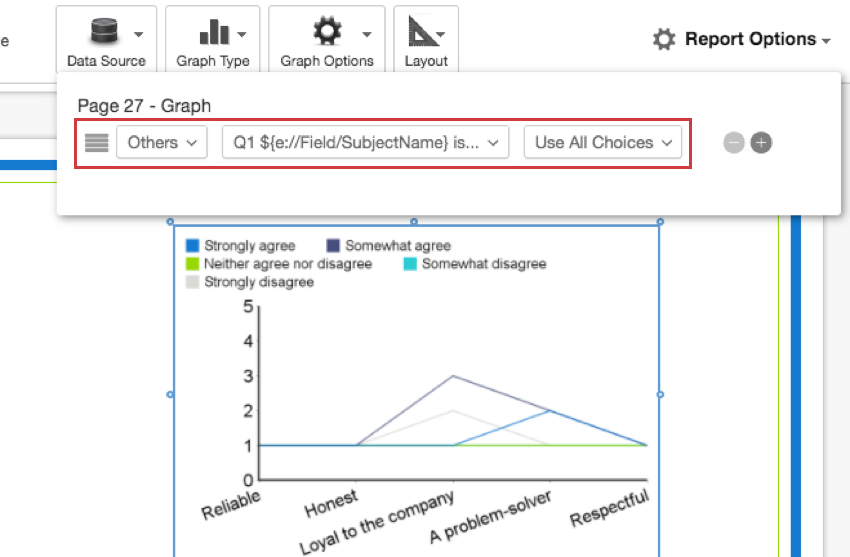 e
Data Source
Graph Type
Graph Options
Layout
Report Options
Page 27 - Graph
Others
Q1 ${e://Field/SubjectName} is...
Use All Choices
Strongly agree
Somewhat agree
Neither agree nor disagree
Somewhat disagree
Strongly disagree
5
4
3
2
1
0
Reliable
Honest
Loyal to the company
A problem-solver
Respectful